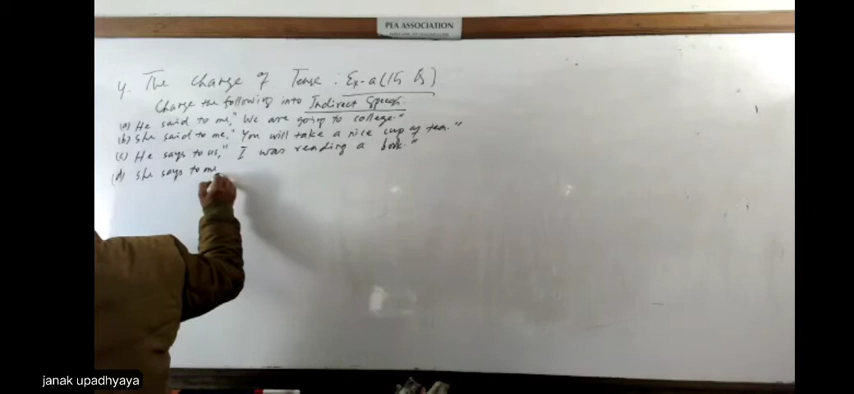 PEA ASSOCIATION
4. The Change of Tense: Ex-a (15 Qs)
Change the following into Indirect Speech.
(a) He said to me, "We are going to college."
(b) She said to me, "You will take a nice cup of tea."
(c) He says to us, "I was reading a book."
(d) She says to me
janak upadhyaya